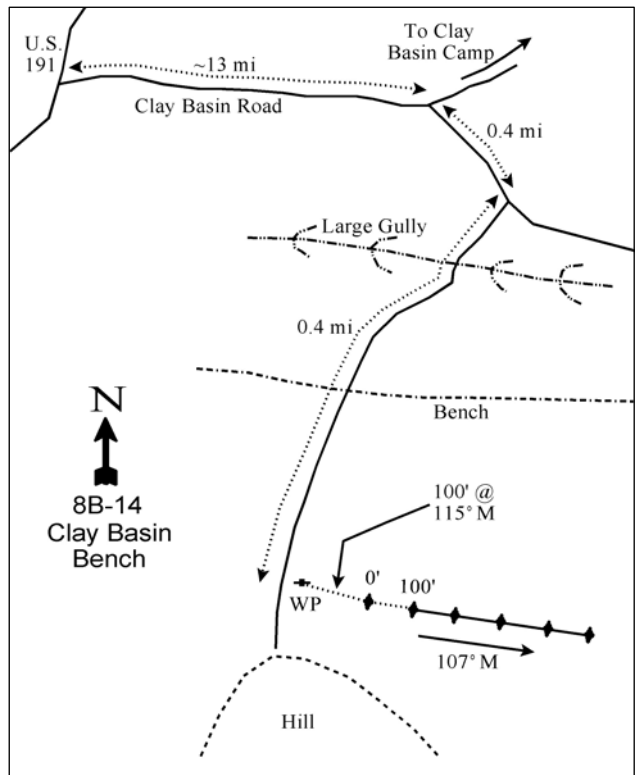 U.S.
191
~13 mi
To Clay
Basin Camp
Clay Basin Road
0.4 mi
Large Gully
0.4 mi
Bench
N
8B-14
Clay Basin
Bench
100' @
115° M
WP
0'
100'
107° M
Hill